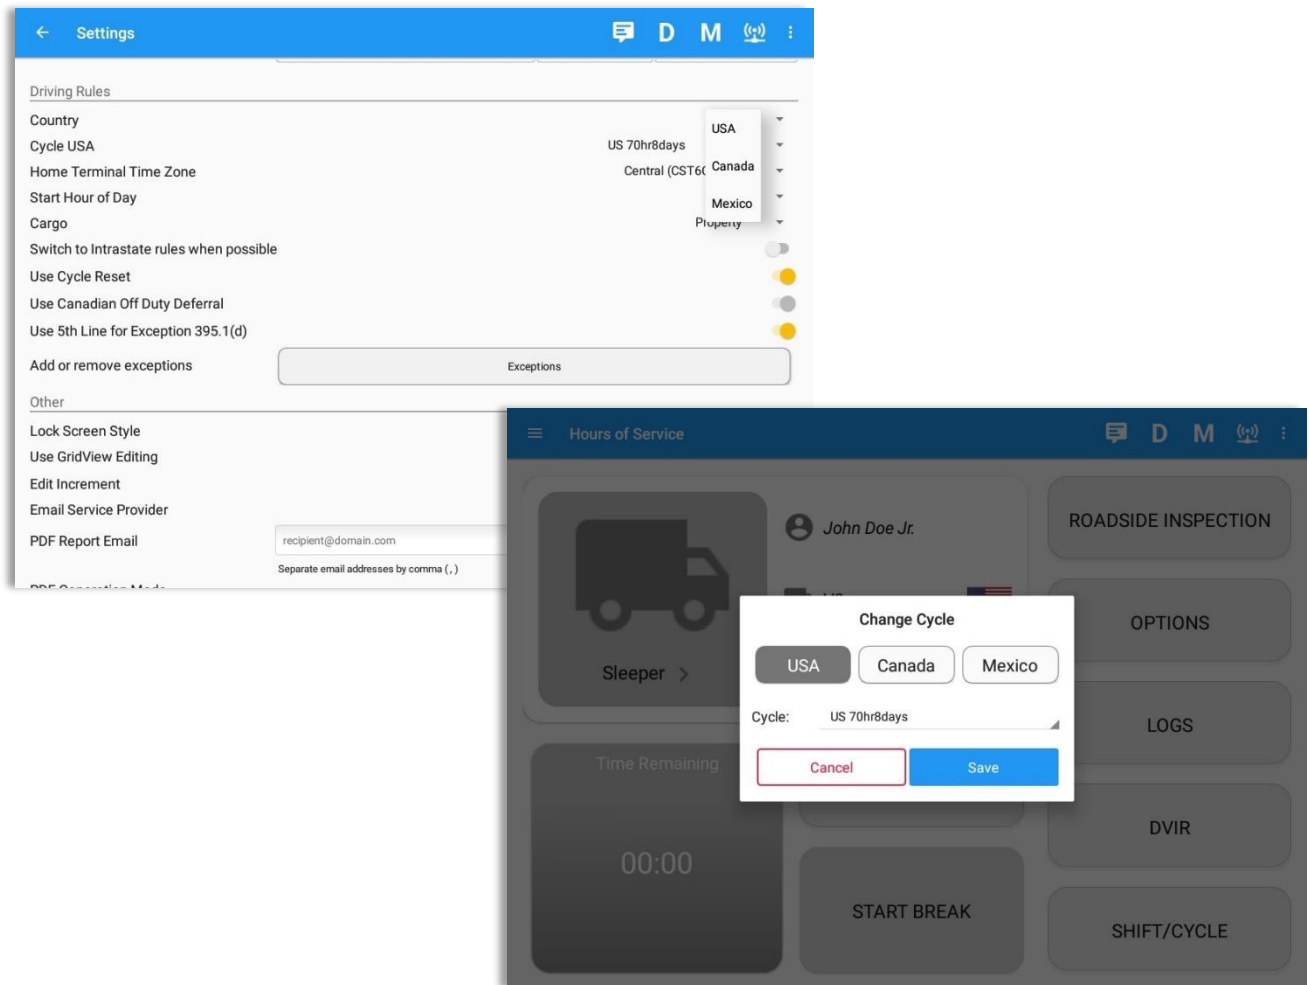 Settings
D M
Driving Rules
Country
USA
Cycle USA
US 70hr8days
Home Terminal Time Zone
Central (CST6C
Canada
Start Hour of Day
Mexico
Cargo
Property
Switch to Intrastate rules when possible
Use Cycle Reset
Use Canadian Off Duty Deferral
Use 5th Line for Exception 395.1(d)
Add or remove exceptions
Exceptions
Other
Lock Screen Style
Use GridView Editing
Edit Increment
Email Service Provider
PDF Report Email
recipient@domain.com
Separate email addresses by comma ( , )
PDF Generation Mode
Hours of Service
D M
John Doe Jr.
Sleeper >
Time Remaining
00:00
START BREAK
ROADSIDE INSPECTION
OPTIONS
LOGS
DVIR
SHIFT/CYCLE
Change Cycle
USA Canada Mexico
Cycle: US 70hr8days
Cancel Save